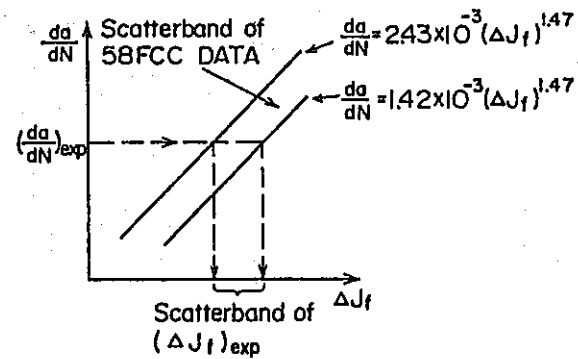 da/dN
Scatterband of
58FCC DATA
da/dN=2.43×10⁻³(ΔJf)^1.47
da/dN=1.42×10⁻³(ΔJf)^1.47
(da/dN)exp
ΔJf
Scatterband of
(ΔJf)exp